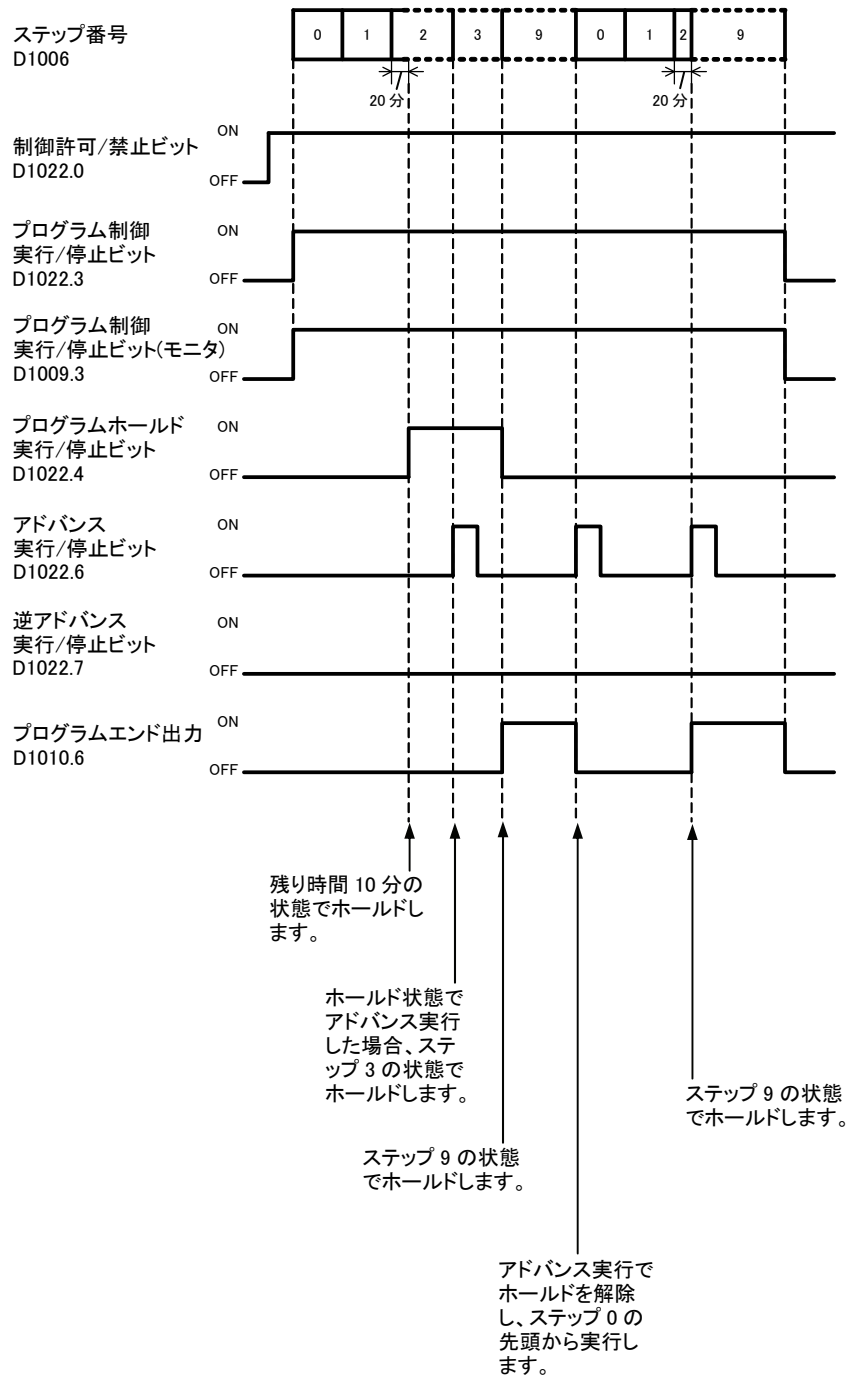 ステップ番号
D1006
0 1 2 3 9 0 1 2 9
20 分 20 分
制御許可/禁止ビット
D1022.0
ON
OFF
プログラム制御
実行/停止ビット
D1022.3
ON
OFF
プログラム制御
実行/停止ビット(モニタ)
D1009.3
ON
OFF
プログラムホールド
実行/停止ビット
D1022.4
ON
OFF
アドバンス
実行/停止ビット
D1022.6
ON
OFF
逆アドバンス
実行/停止ビット
D1022.7
ON
OFF
プログラムエンド出力
D1010.6
ON
OFF
残り時間 10 分の
状態でホールドし
ます。
ホールド状態で
アドバンス実行
した場合、ステ
ップ 3 の状態で
ホールドします。
ステップ 9 の状態
でホールドします。
アドバンス実行で
ホールドを解除
し、ステップ 0 の
先頭から実行し
ます。
ステップ 9 の状態
でホールドします。